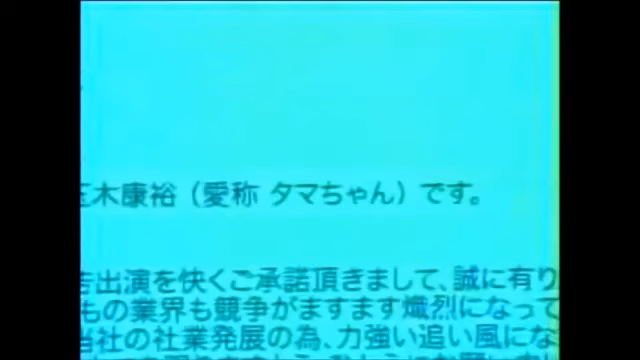 玉木康裕（愛称 タマちゃん）です。
告出演を快くご承諾頂きまして、誠に有り
もの業界も競争がますます熾烈になって
当社の社業発展の為、力強い追い風にな